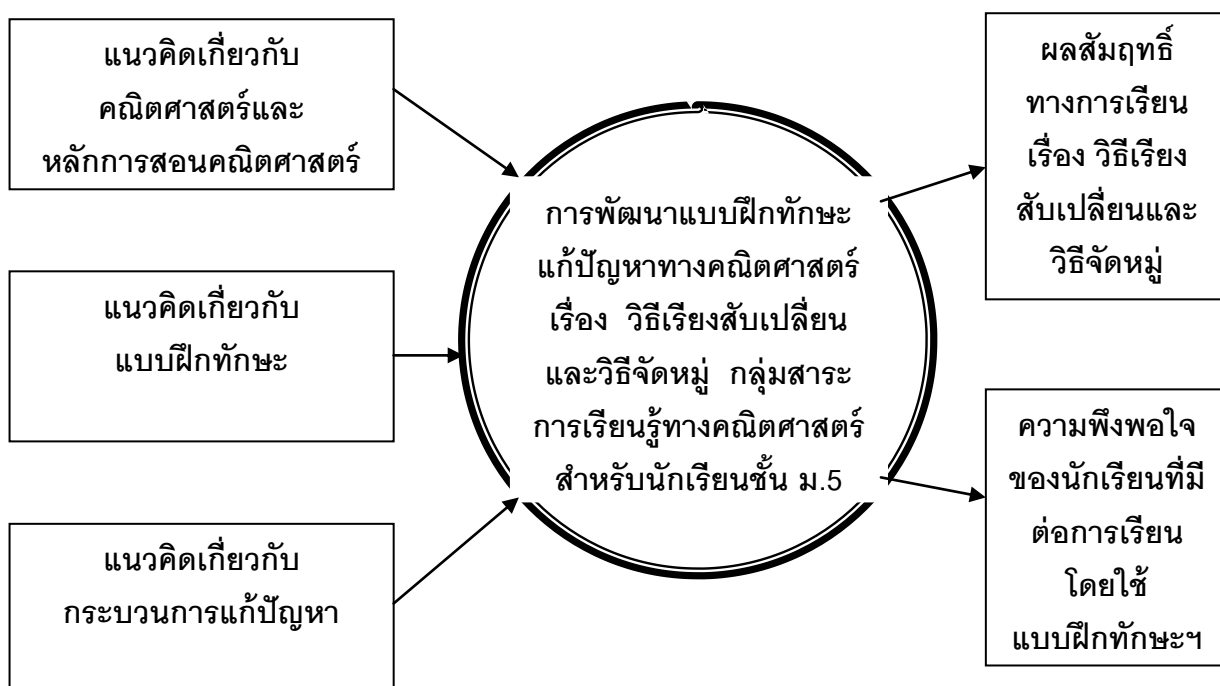 แนวคิดเกี่ยวกับ
คณิตศาสตร์และ
หลักการสอนคณิตศาสตร์
แนวคิดเกี่ยวกับ
แบบฝึกทักษะ
แนวคิดเกี่ยวกับ
กระบวนการแก้ปัญหา
การพัฒนาแบบฝึกทักษะ
แก้ปัญหาทางคณิตศาสตร์
เรื่อง วิธีเรียงสับเปลี่ยน
และวิธีจัดหมู่ กลุ่มสาระ
การเรียนรู้ทางคณิตศาสตร์
สำหรับนักเรียนชั้น ม.5
ผลสัมฤทธิ์
ทางการเรียน
เรื่อง วิธีเรียง
สับเปลี่ยนและ
วิธีจัดหมู่
ความพึงพอใจ
ของนักเรียนที่มี
ต่อการเรียน
โดยใช้
แบบฝึกทักษะฯ